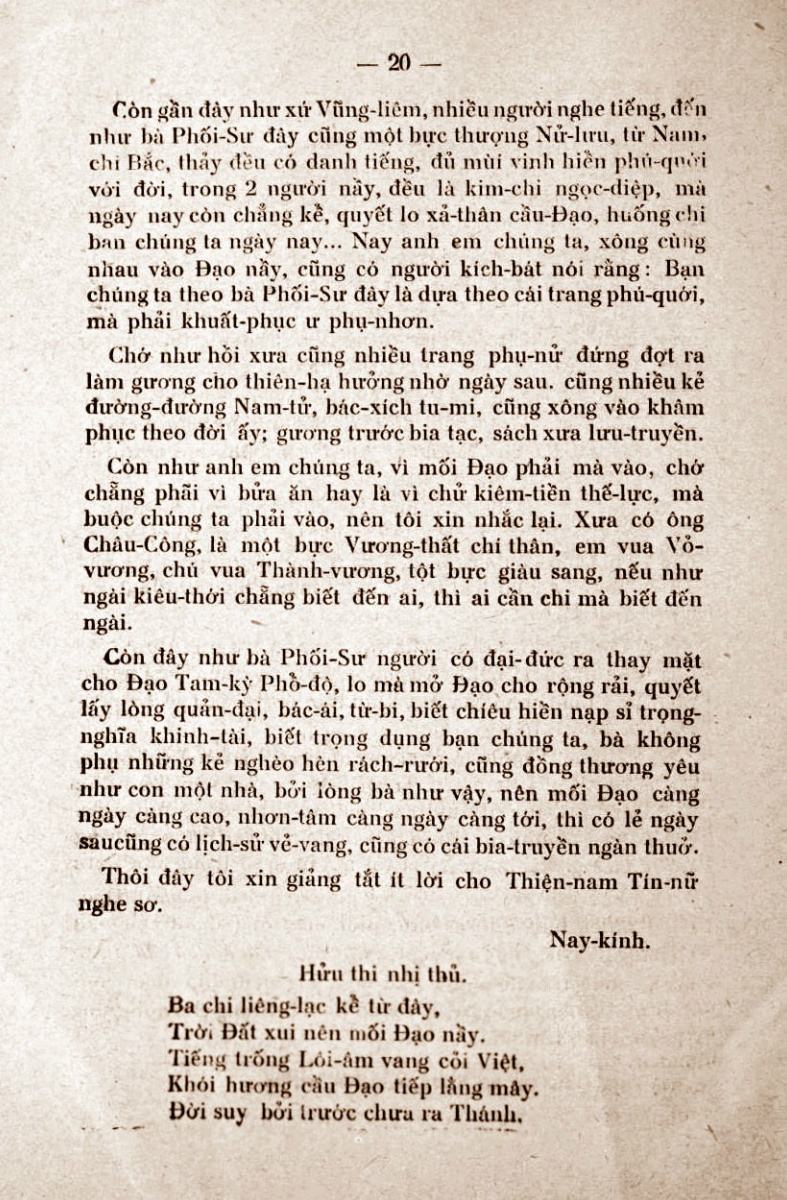 — 20 —
Còn gần đây như xứ Vũng-liêm, nhiều người nghe tiếng, đến
như bà Phối-Sư đây cũng một bực thượng Nử-lưu, từ Nam,
chí Bắc, thảy đều có danh tiếng, đủ mùi vinh hiển phú-quới
với đời, trong 2 người nầy, đều là kim-chi ngọc-diệp, mà
ngày nay còn chẳng kể, quyết lo xả-thân cầu-Đạo, huống chi
bạn chúng ta ngày nay... Nay anh em chúng ta, xông cùng
nhau vào Đạo nầy, cũng có người kích-bát nói rằng : Bạn
chúng ta theo bà Phối-Sư đây là dựa theo cái trang phú-quới,
mà phải khuất-phục ư phụ-nhơn.
Chớ như hồi xưa cũng nhiều trang phụ-nử đứng đợt ra
làm gương cho thiên-hạ hưởng nhờ ngày sau. cũng nhiều kẻ
đường-đường Nam-tử, bác-xích tu-mi, cũng xông vào khâm
phục theo đời ấy; gương trước bia tạc, sách xưa lưu-truyền.
Còn như anh em chúng ta, vì mối Đạo phải mà vào, chớ
chẳng phãi vì bửa ăn hay là vì chử kiêm-tiền thế-lực, mà
buộc chúng ta phải vào, nên tôi xin nhắc lại. Xưa có ông
Châu-Công, là một bực Vương-thất chí thân, em vua Vỏ-
vương, chú vua Thành-vương, tột bực giàu sang, nếu như
ngài kiêu-thới chẳng biết đến ai, thì ai cần chi mà biết đến
ngài.
Còn đây như bà Phối-Sư người có đại-đức ra thay mặt
cho Đạo Tam-kỳ Phổ-độ, lo mà mở Đạo cho rộng rải, quyết
lấy lòng quản-đại, bác-ái, từ-bi, biết chiêu hiền nạp sỉ trọng-
nghĩa khinh-tài, biết trọng dụng bạn chúng ta, bà không
phụ những kẻ nghèo hèn rách-rưới, cũng đồng thương yêu
như con một nhà, bởi lòng bà như vậy, nên mối Đạo càng
ngày càng cao, nhơn-tâm càng ngày càng tới, thì có lẻ ngày
saucũng có lịch-sử vẻ-vang, cũng có cái bia-truyền ngàn thuở.
Thôi đây tôi xin giảng tắt ít lời cho Thiện-nam Tín-nữ
nghe sơ.
Nay-kính.
Hửu thi nhị thủ.
Ba chi liêng-lạc kể từ đây,
Trời Đất xui nên mối Đạo nầy.
Tiếng trống Lôi-âm vang cỏi Việt,
Khói hương cầu Đạo tiếp lằng mây.
Đời suy bởi trước chưa ra Thánh,